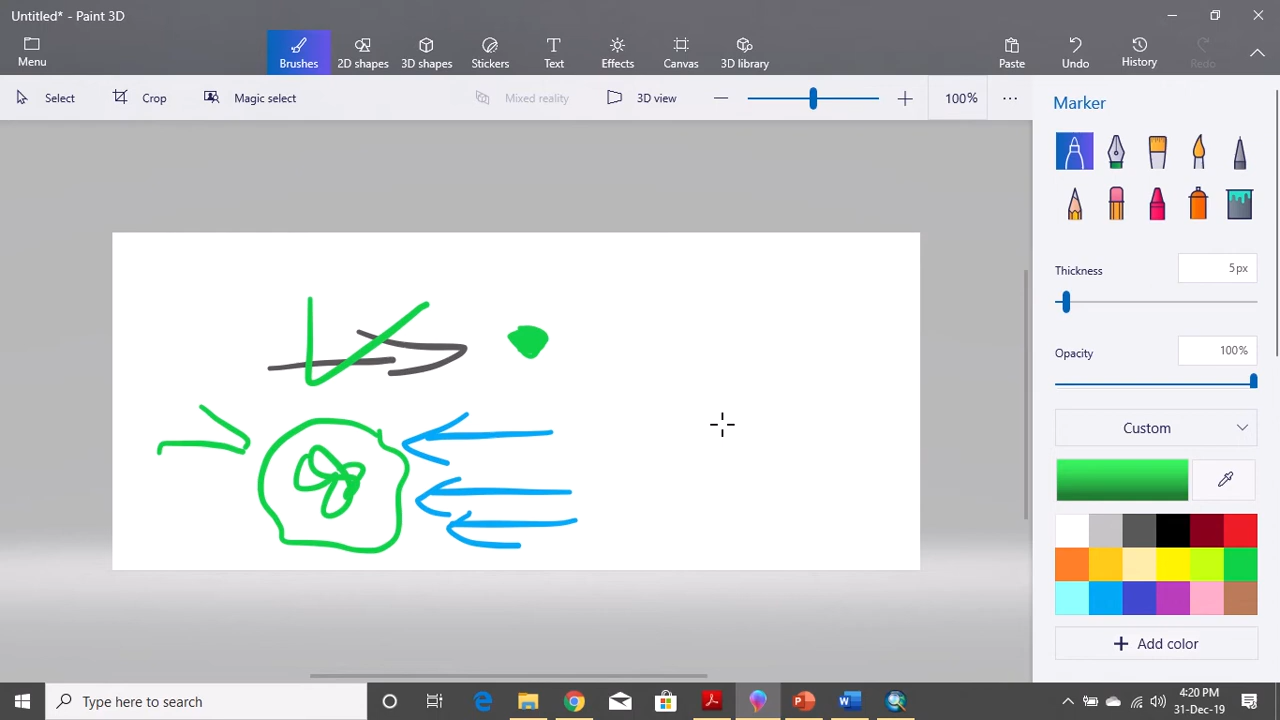 Untitled* - Paint 3D
Menu
Brushes
2D shapes
3D shapes
Stickers
Text
Effects
Canvas
3D library
Paste
Undo
History
Redo
Select
Crop
Magic select
Mixed reality
3D view
100%
Marker
Thickness
5px
Opacity
100%
Custom
Add color
Type here to search
4:20 PM
31-Dec-19